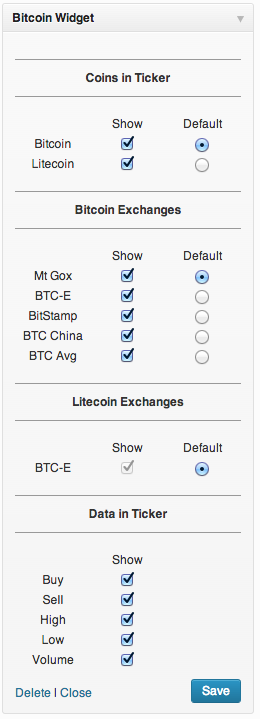 Bitcoin Widget
Coins in Ticker
Show Default
Bitcoin
Litecoin
Bitcoin Exchanges
Show Default
Mt Gox
BTC-E
BitStamp
BTC China
BTC Avg
Litecoin Exchanges
Show Default
BTC-E
Data in Ticker
Show
Buy
Sell
High
Low
Volume
Delete | Close Save